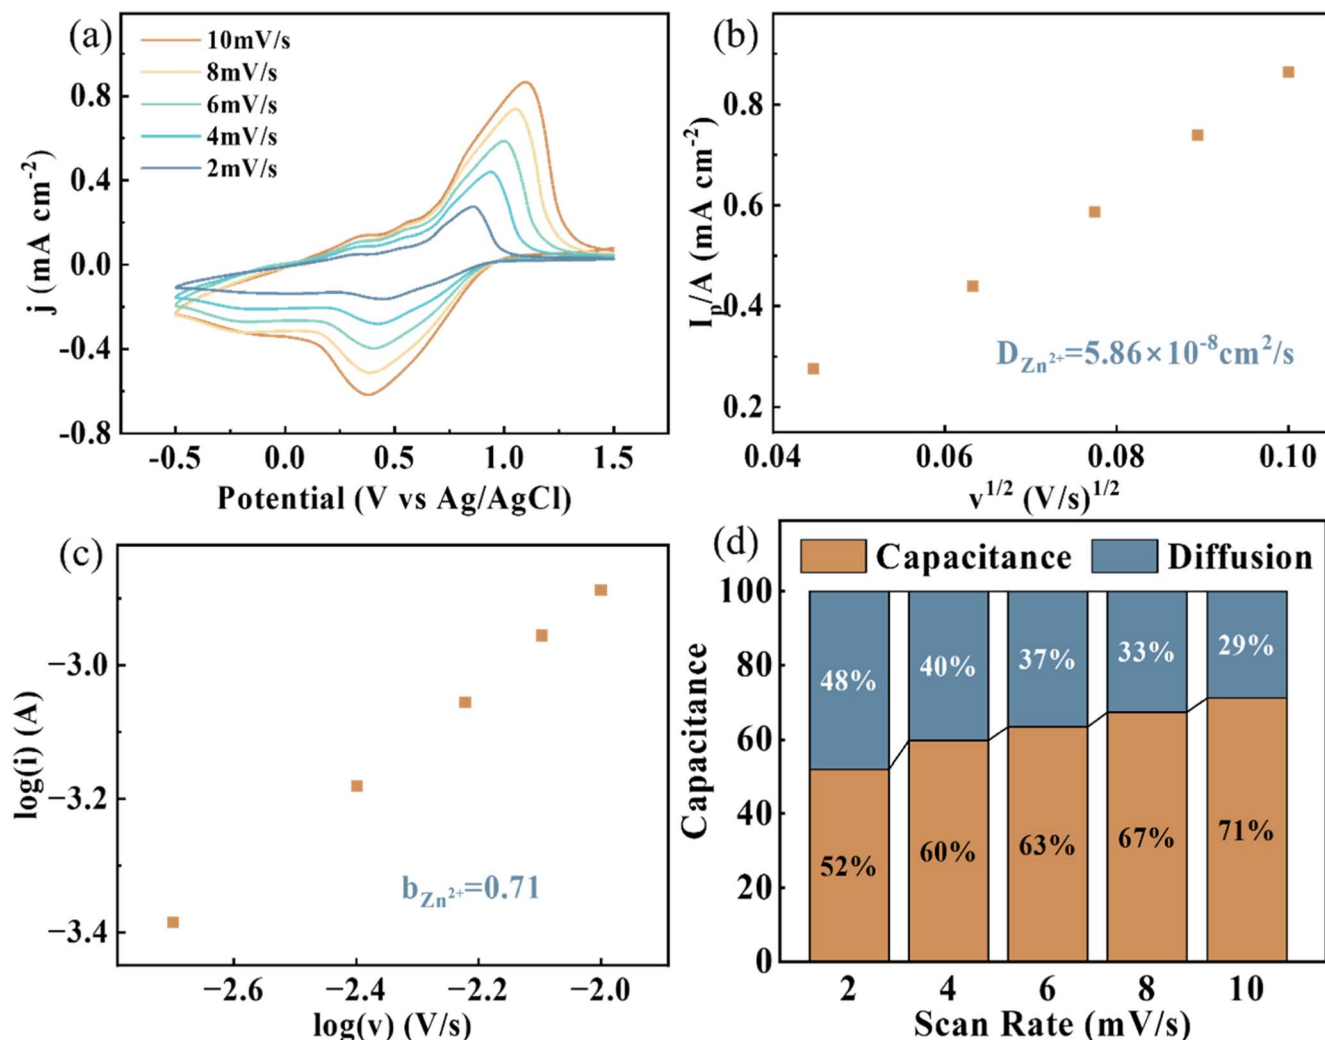 (a)
10mV/s
8mV/s
6mV/s
4mV/s
2mV/s
j (mA cm⁻²)
0.8
0.4
0.0
-0.4
-0.8
-0.5 0.0 0.5 1.0 1.5
Potential (V vs Ag/AgCl)
(b)
Iₚ/A (mA cm⁻²)
0.8
0.6
0.4
0.2
D_Zn²⁺=5.86×10⁻⁸cm²/s
0.04 0.06 0.08 0.10
v¹/² (V/s)¹/²
(c)
log(i) (A)
−3.0
−3.2
−3.4
b_Zn²⁺=0.71
−2.6 −2.4 −2.2 −2.0
log(v) (V/s)
(d)
Capacitance Diffusion
Capacitance
100
80
60
40
20
0
48% 40% 37% 33% 29%
52% 60% 63% 67% 71%
2 4 6 8 10
Scan Rate (mV/s)